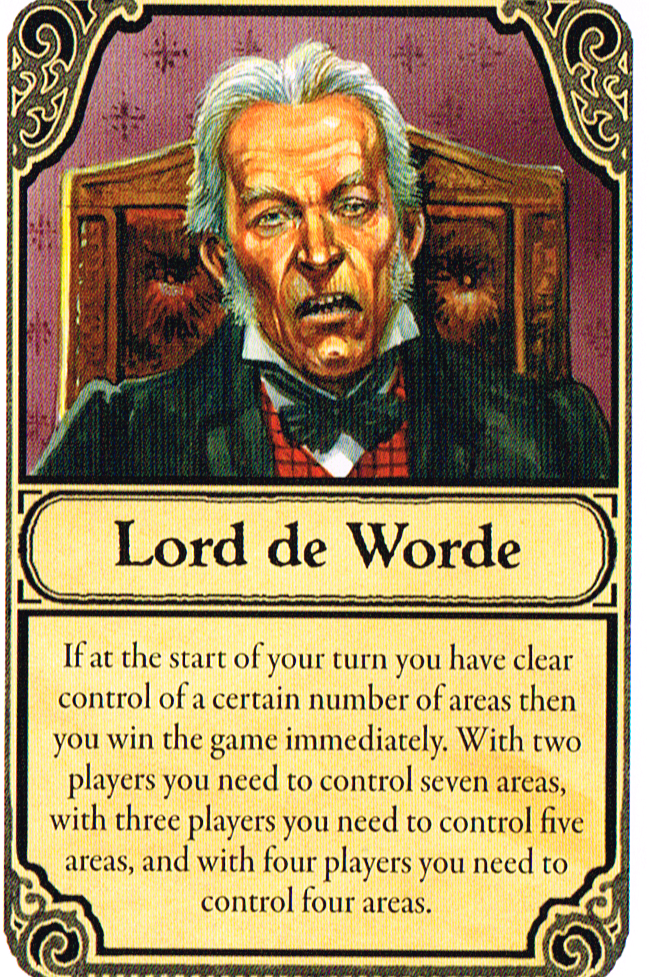 Lord de Worde
If at the start of your turn you have clear
control of a certain number of areas then
you win the game immediately. With two
players you need to control seven areas,
with three players you need to control five
areas, and with four players you need to
control four areas.